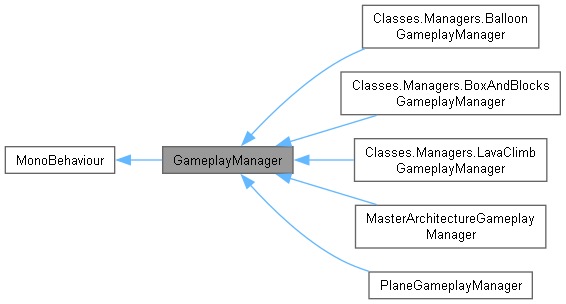 Classes.Managers.Balloon
GameplayManager
Classes.Managers.BoxAndBlocks
GameplayManager
MonoBehaviour
GameplayManager
Classes.Managers.LavaClimb
GameplayManager
MasterArchitectureGameplay
Manager
PlaneGameplayManager